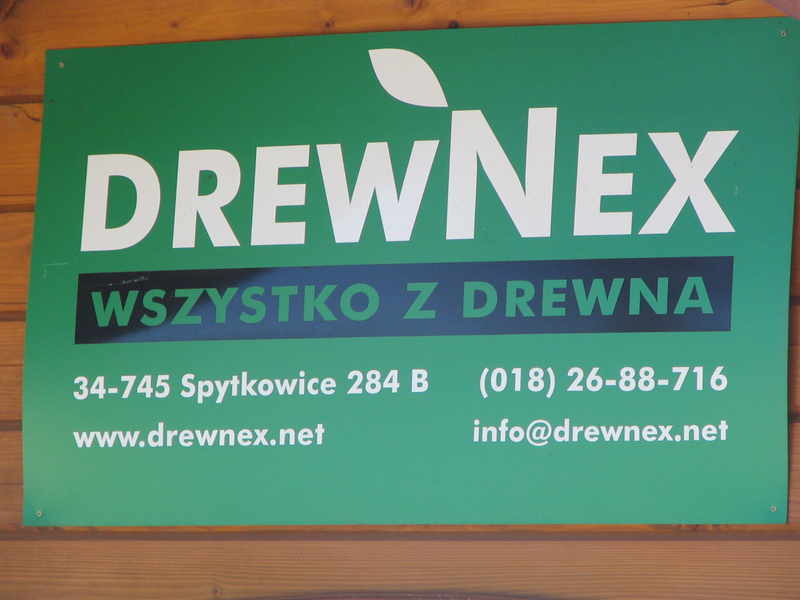 DREWNEX
WSZYSTKO Z DREWNA
34-745 Spytkowice 284 B (018) 26-88-716
www.drewnex.net info@drewnex.net